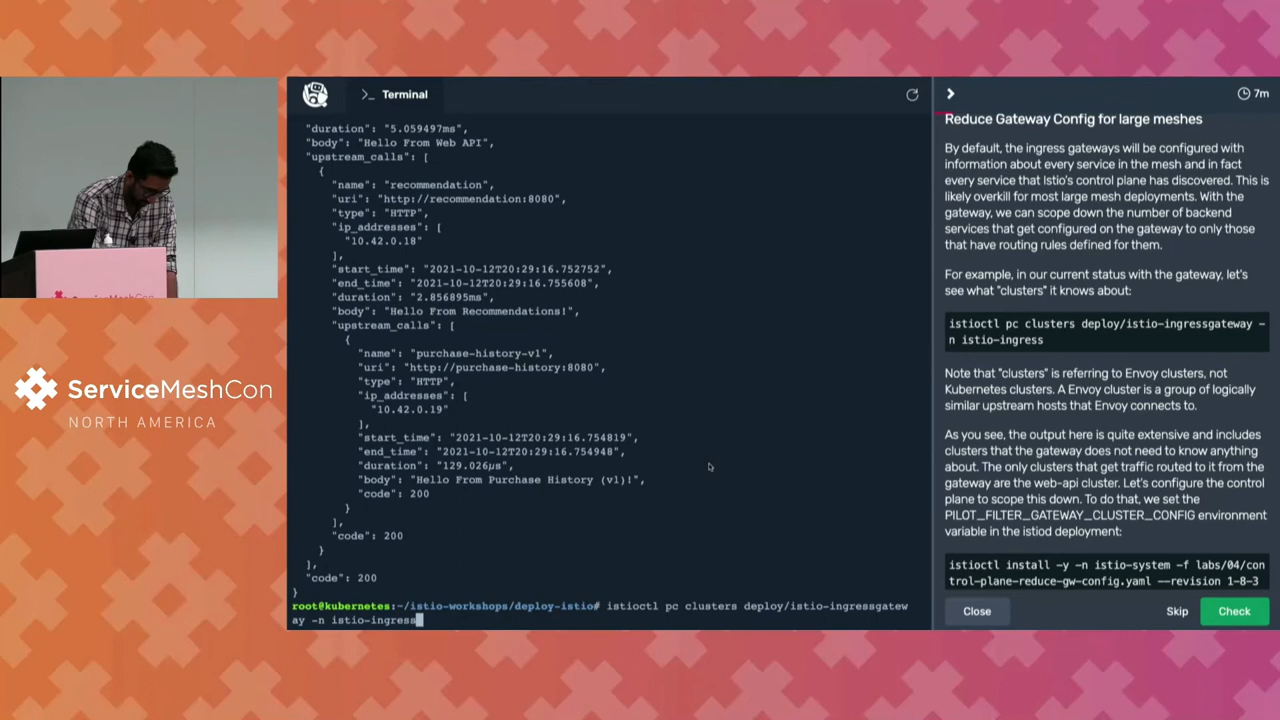 >_ Terminal
"duration": "5.059497ms",
"body": "Hello From Web API",
"upstream_calls": [
{
"name": "recommendation",
"uri": "http://recommendation:8080",
"type": "HTTP",
"ip_addresses": [
"10.42.0.18"
],
"start_time": "2021-10-12T20:29:16.752752",
"end_time": "2021-10-12T20:29:16.755608",
"duration": "2.856895ms",
"body": "Hello From Recommendations!",
"upstream_calls": [
{
"name": "purchase-history-v1",
"uri": "http://purchase-history:8080",
"type": "HTTP",
"ip_addresses": [
"10.42.0.19"
],
"start_time": "2021-10-12T20:29:16.754819",
"end_time": "2021-10-12T20:29:16.754948",
"duration": "129.026µs",
"body": "Hello From Purchase History (v1)!",
"code": 200
}
],
"code": 200
}
],
"code": 200
}
root@kubernetes:~/istio-workshops/deploy-istio# istioctl pc clusters deploy/istio-ingressgatew
ay -n istio-ingress
7m
Reduce Gateway Config for large meshes
By default, the ingress gateways will be configured with
information about every service in the mesh and in fact
every service that Istio's control plane has discovered. This is
likely overkill for most large mesh deployments. With the
gateway, we can scope down the number of backend
services that get configured on the gateway to only those
that have routing rules defined for them.
For example, in our current status with the gateway, let's
see what "clusters" it knows about:
istioctl pc clusters deploy/istio-ingressgateway -
n istio-ingress
Note that "clusters" is referring to Envoy clusters, not
Kubernetes clusters. A Envoy cluster is a group of logically
similar upstream hosts that Envoy connects to.
As you see, the output here is quite extensive and includes
clusters that the gateway does not need to know anything
about. The only clusters that get traffic routed to it from the
gateway are the web-api cluster. Let's configure the control
plane to scope this down. To do that, we set the
PILOT_FILTER_GATEWAY_CLUSTER_CONFIG environment
variable in the istiod deployment:
istioctl install -y -n istio-system -f labs/04/con
trol-plane-reduce-gw-config.yaml --revision 1-8-3
Close
Skip
Check
ServiceMeshCon
ServiceMeshCon
NORTH AMERICA